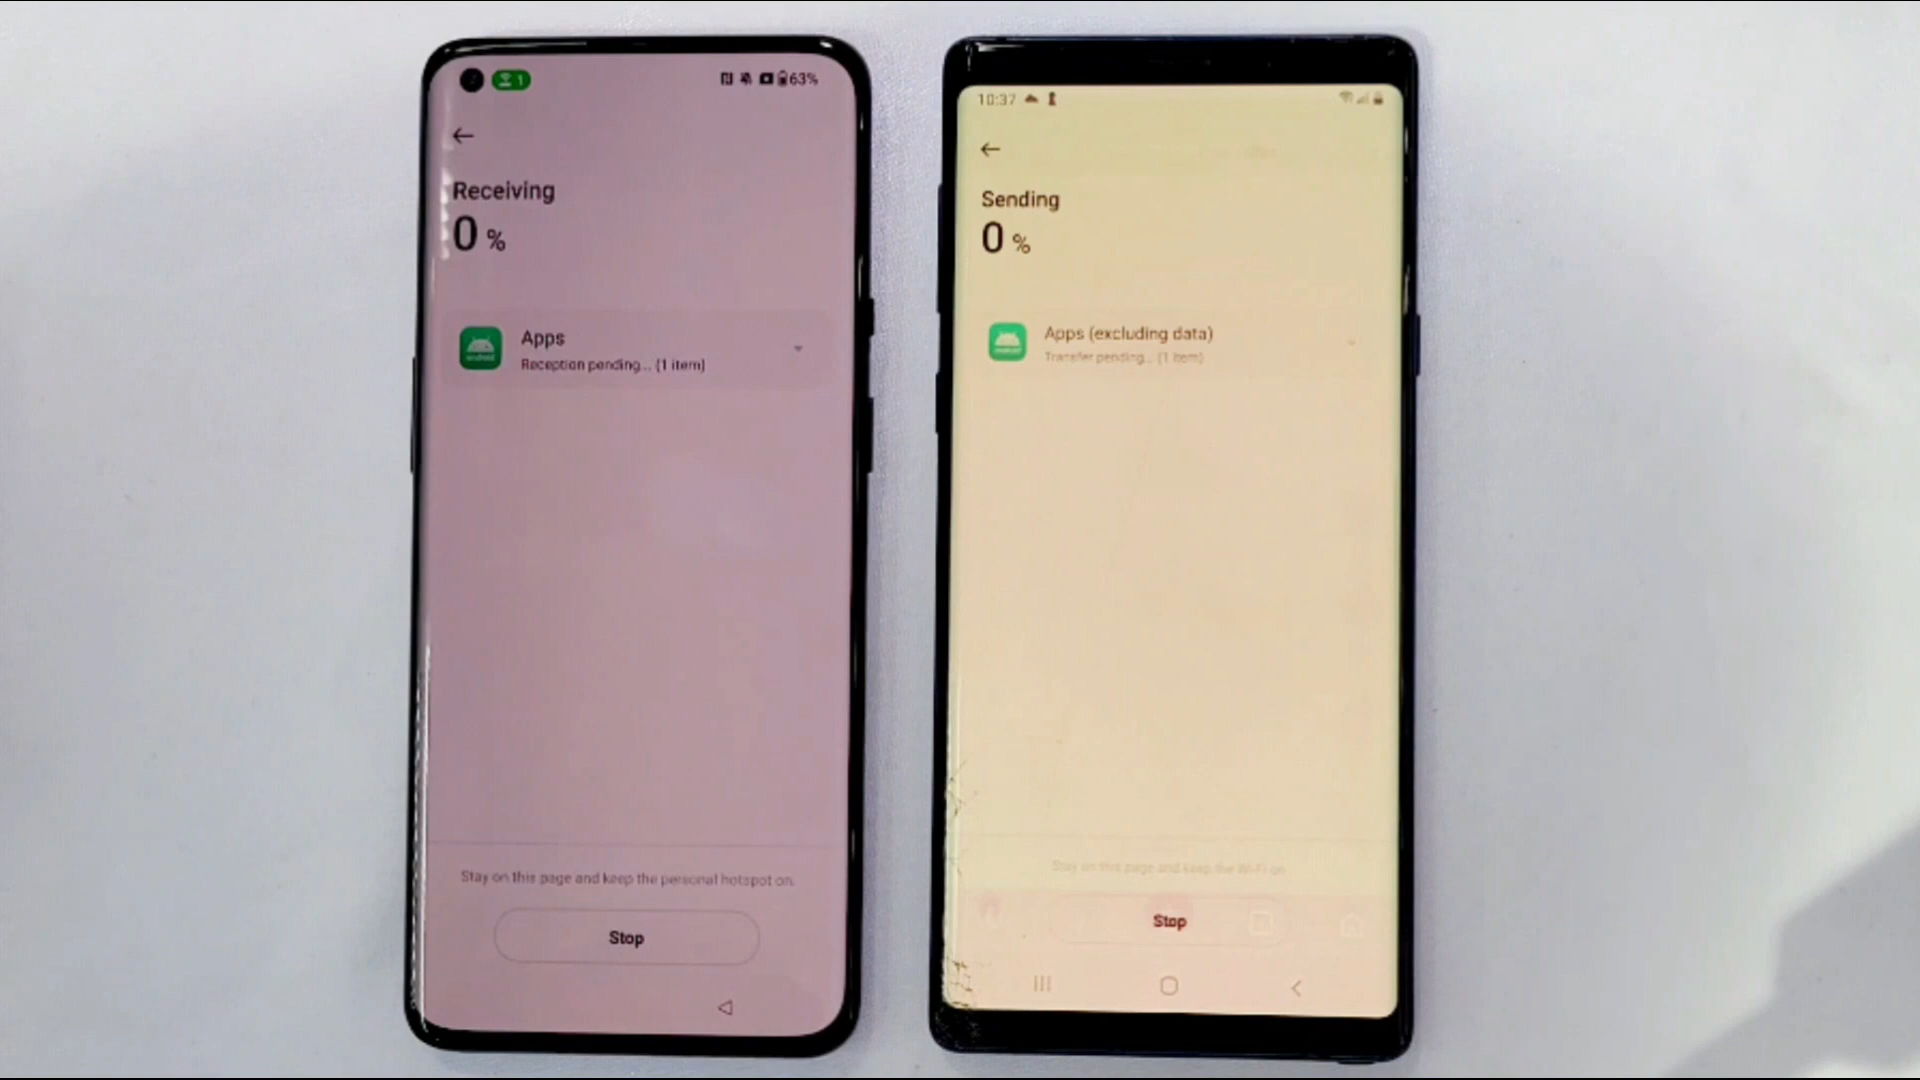 1
63%
Receiving
0 %
Apps
Reception pending... (1 item)
Stay on this page and keep the personal hotspot on.
Stop
10:37
Sending
0 %
Apps (excluding data)
Transfer pending... (1 item)
Stay on this page and keep the Wi-Fi on
Stop